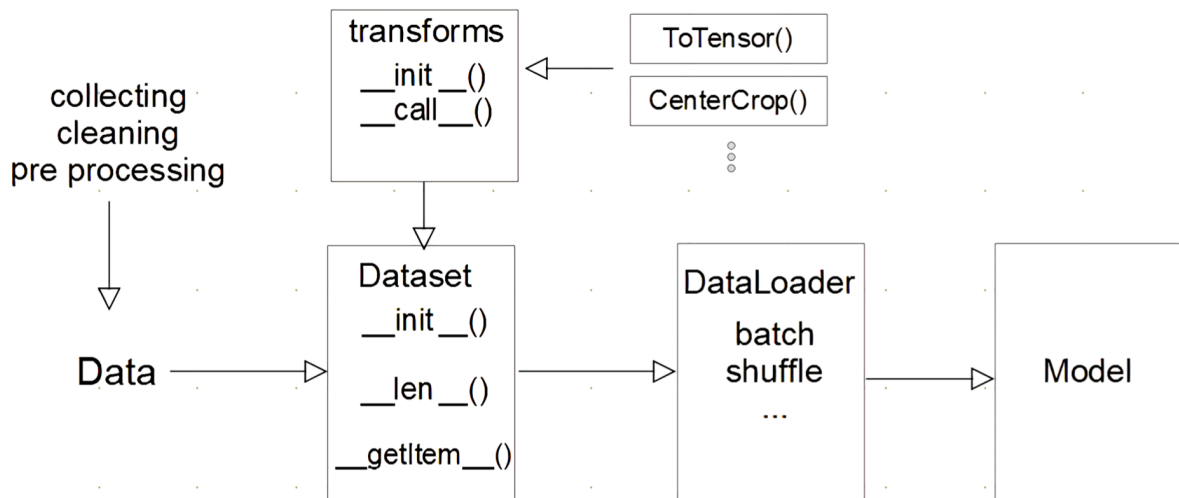 transforms
__init__()
__call__()
ToTensor()
CenterCrop()
collecting
cleaning
pre processing
Data
Dataset
__init__()
__len__()
__getItem__()
DataLoader
batch
shuffle
...
Model